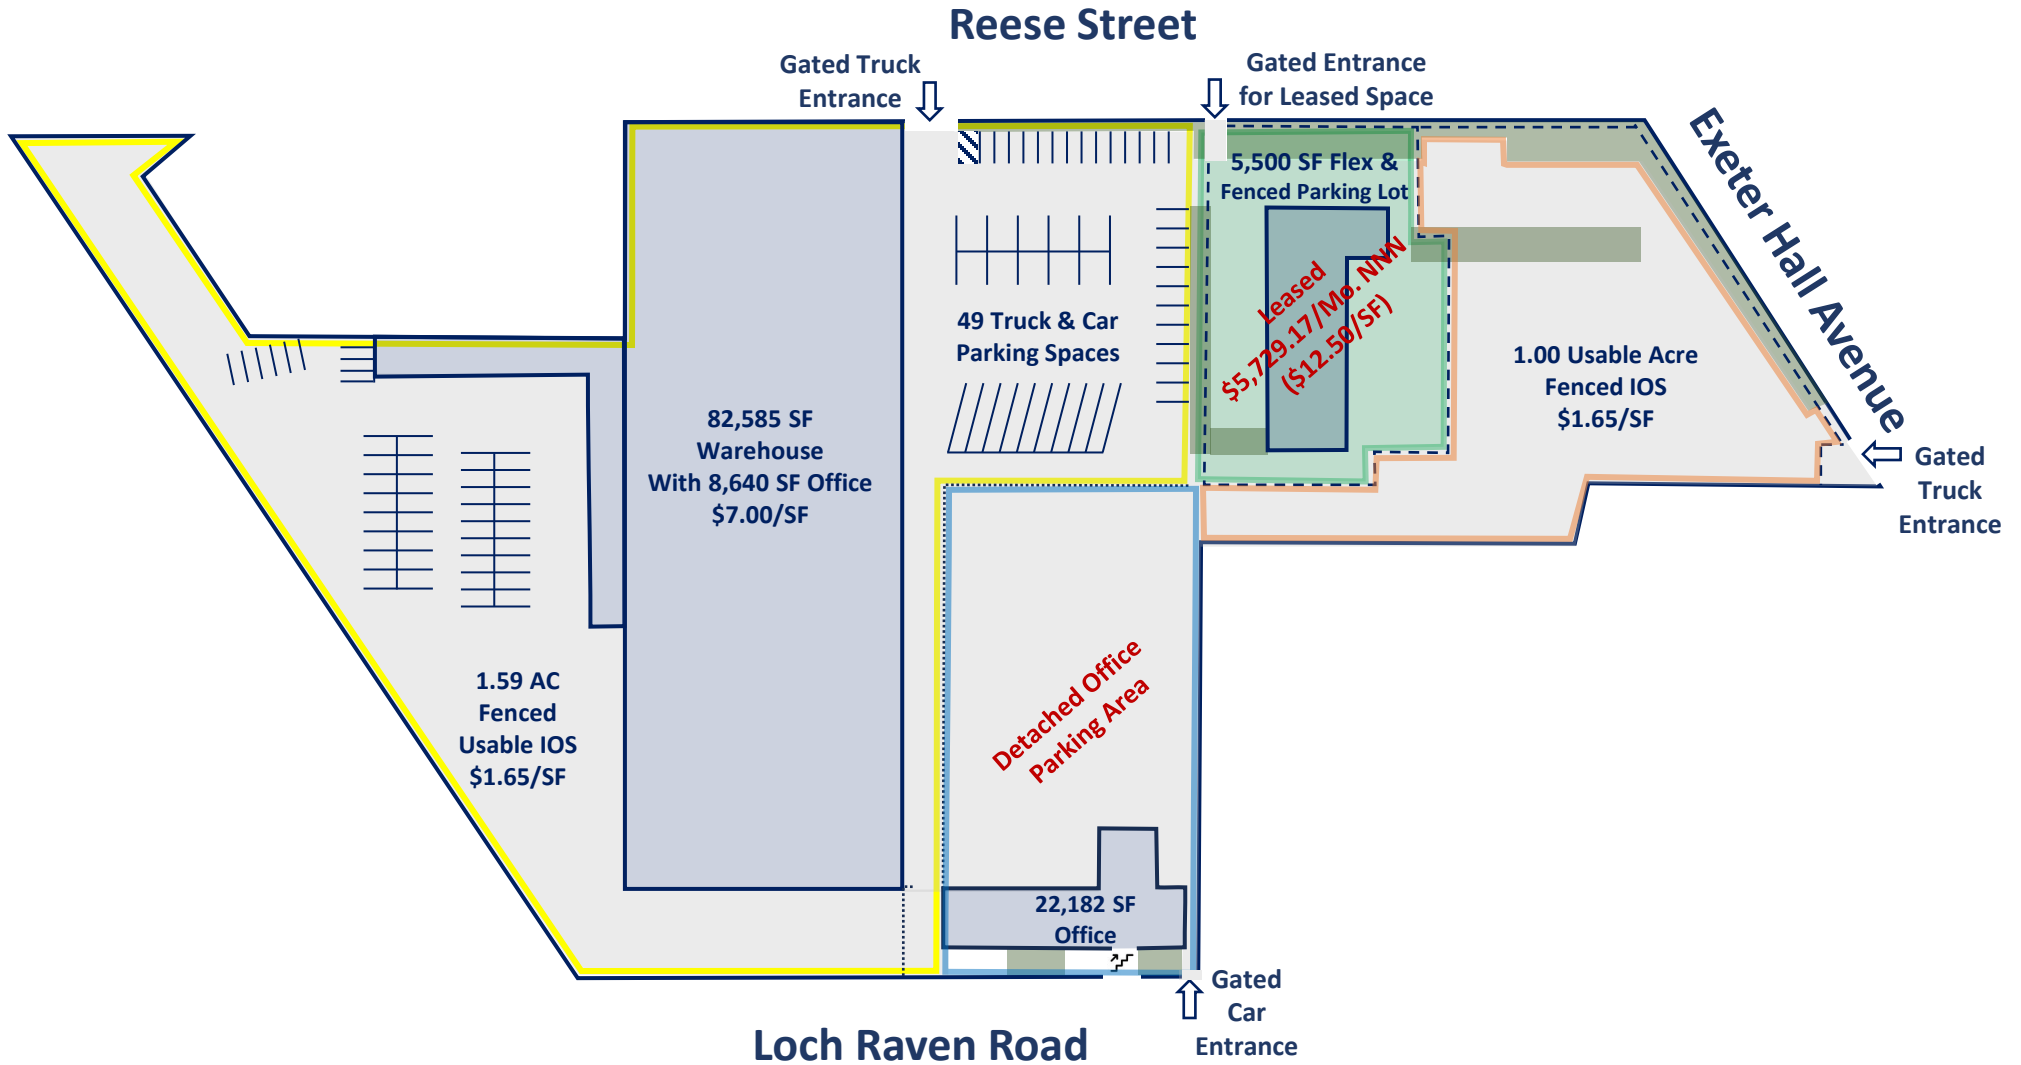 Reese Street
Gated Truck
Entrance
Gated Entrance
for Leased Space
Exeter Hall Avenue
5,500 SF Flex &
Fenced Parking Lot
Leased
$5,729.17/Mo. NNN
($12.50/SF)
49 Truck & Car
Parking Spaces
1.00 Usable Acre
Fenced IOS
$1.65/SF
82,585 SF
Warehouse
With 8,640 SF Office
$7.00/SF
Gated
Truck
Entrance
1.59 AC
Fenced
Usable IOS
$1.65/SF
Detached Office
Parking Area
22,182 SF
Office
Gated
Car
Entrance
Loch Raven Road